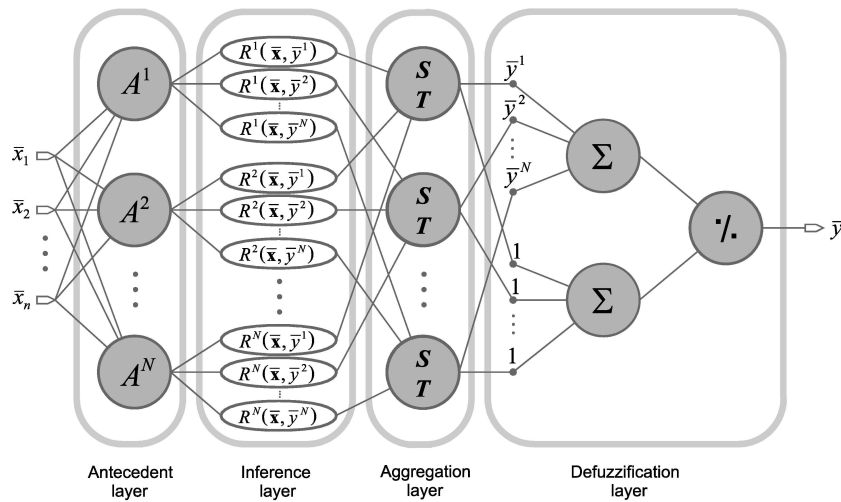 x̄₁
x̄₂
x̄ₙ
A¹
A²
Aᴺ
R¹(x̄, ȳ¹)
R¹(x̄, ȳ²)
R¹(x̄, ȳᴺ)
R²(x̄, ȳ¹)
R²(x̄, ȳ²)
R²(x̄, ȳᴺ)
Rᴺ(x̄, ȳ¹)
Rᴺ(x̄, ȳ²)
Rᴺ(x̄, ȳᴺ)
S
T
S
T
S
T
ȳ¹
ȳ²
ȳᴺ
1
1
1
Σ
Σ
·/.
ȳ
Antecedent
layer
Inference
layer
Aggregation
layer
Defuzzification
layer